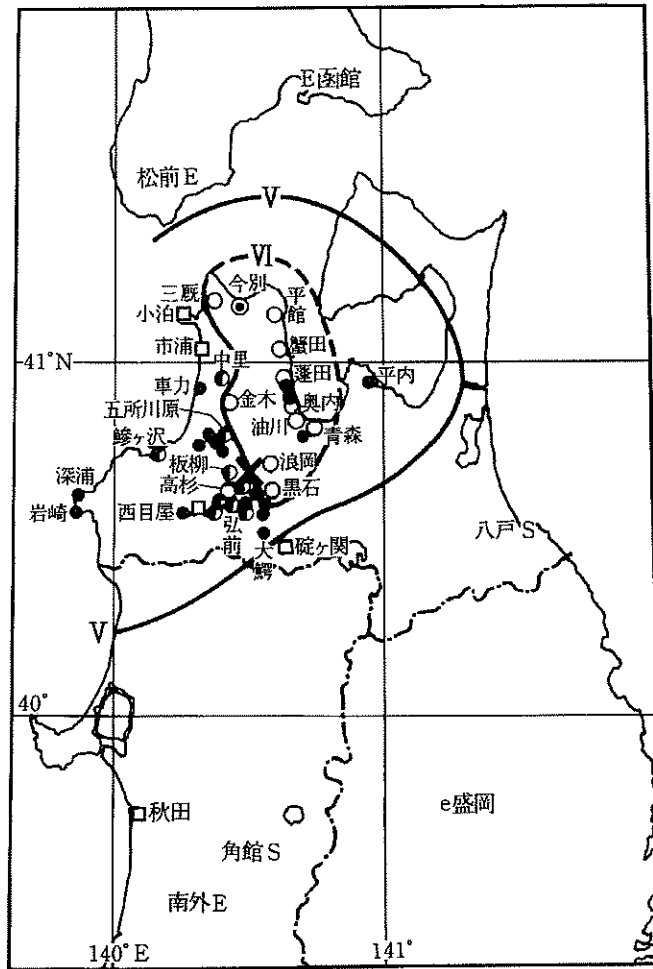 E函館
松前E
V
VI
三厩
今別
平館
小泊
蟹田
市浦
41°N
中里
蓬田
平内
車力
金木
奥内
五所川原
油川
青森
鰺ヶ沢
板柳
浪岡
深浦
高杉
黒石
岩崎
西目屋
弘前
大鰐
碇ヶ関
八戸S
V
40°
秋田
e盛岡
角館S
南外E
140°E
141°